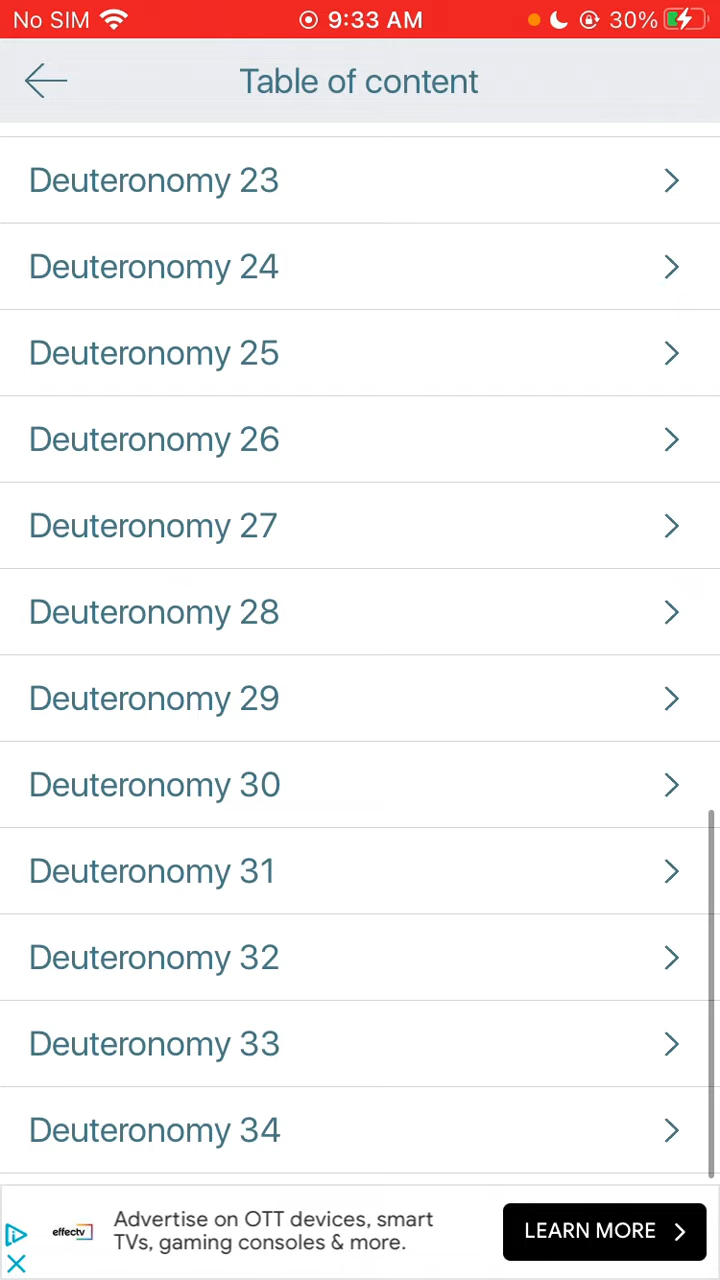 No SIM 9:33 AM 30%
Table of content
Deuteronomy 23
Deuteronomy 24
Deuteronomy 25
Deuteronomy 26
Deuteronomy 27
Deuteronomy 28
Deuteronomy 29
Deuteronomy 30
Deuteronomy 31
Deuteronomy 32
Deuteronomy 33
Deuteronomy 34
effectv
Advertise on OTT devices, smart
TVs, gaming consoles & more.
LEARN MORE